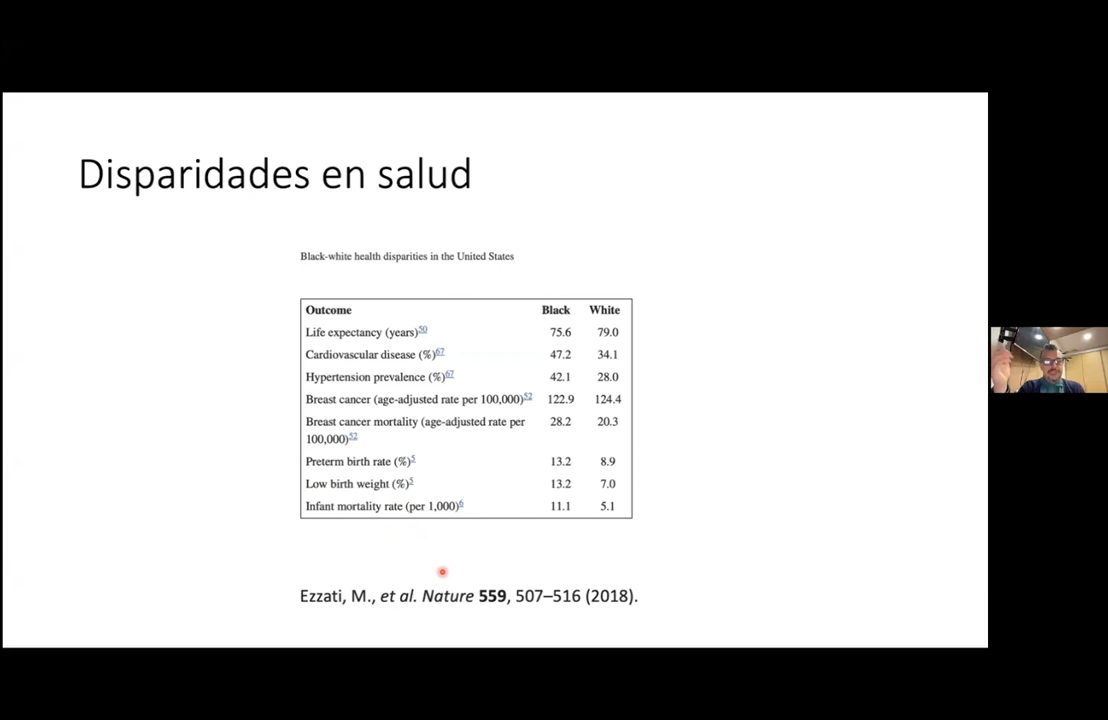 Disparidades en salud
Black-white health disparities in the United States
Outcome Black White
Life expectancy (years)50 75.6 79.0
Cardiovascular disease (%)67 47.2 34.1
Hypertension prevalence (%)67 42.1 28.0
Breast cancer (age-adjusted rate per 100,000)52 122.9 124.4
Breast cancer mortality (age-adjusted rate per 28.2 20.3
100,000)52
Preterm birth rate (%)5 13.2 8.9
Low birth weight (%)5 13.2 7.0
Infant mortality rate (per 1,000)6 11.1 5.1
Ezzati, M., et al. Nature 559, 507–516 (2018).